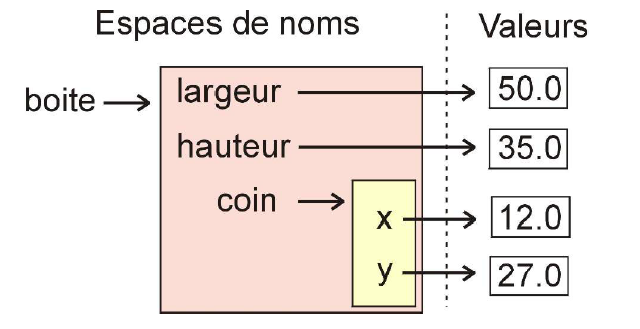 Espaces de noms Valeurs
boite largeur 50.0
hauteur 35.0
coin x 12.0
y 27.0